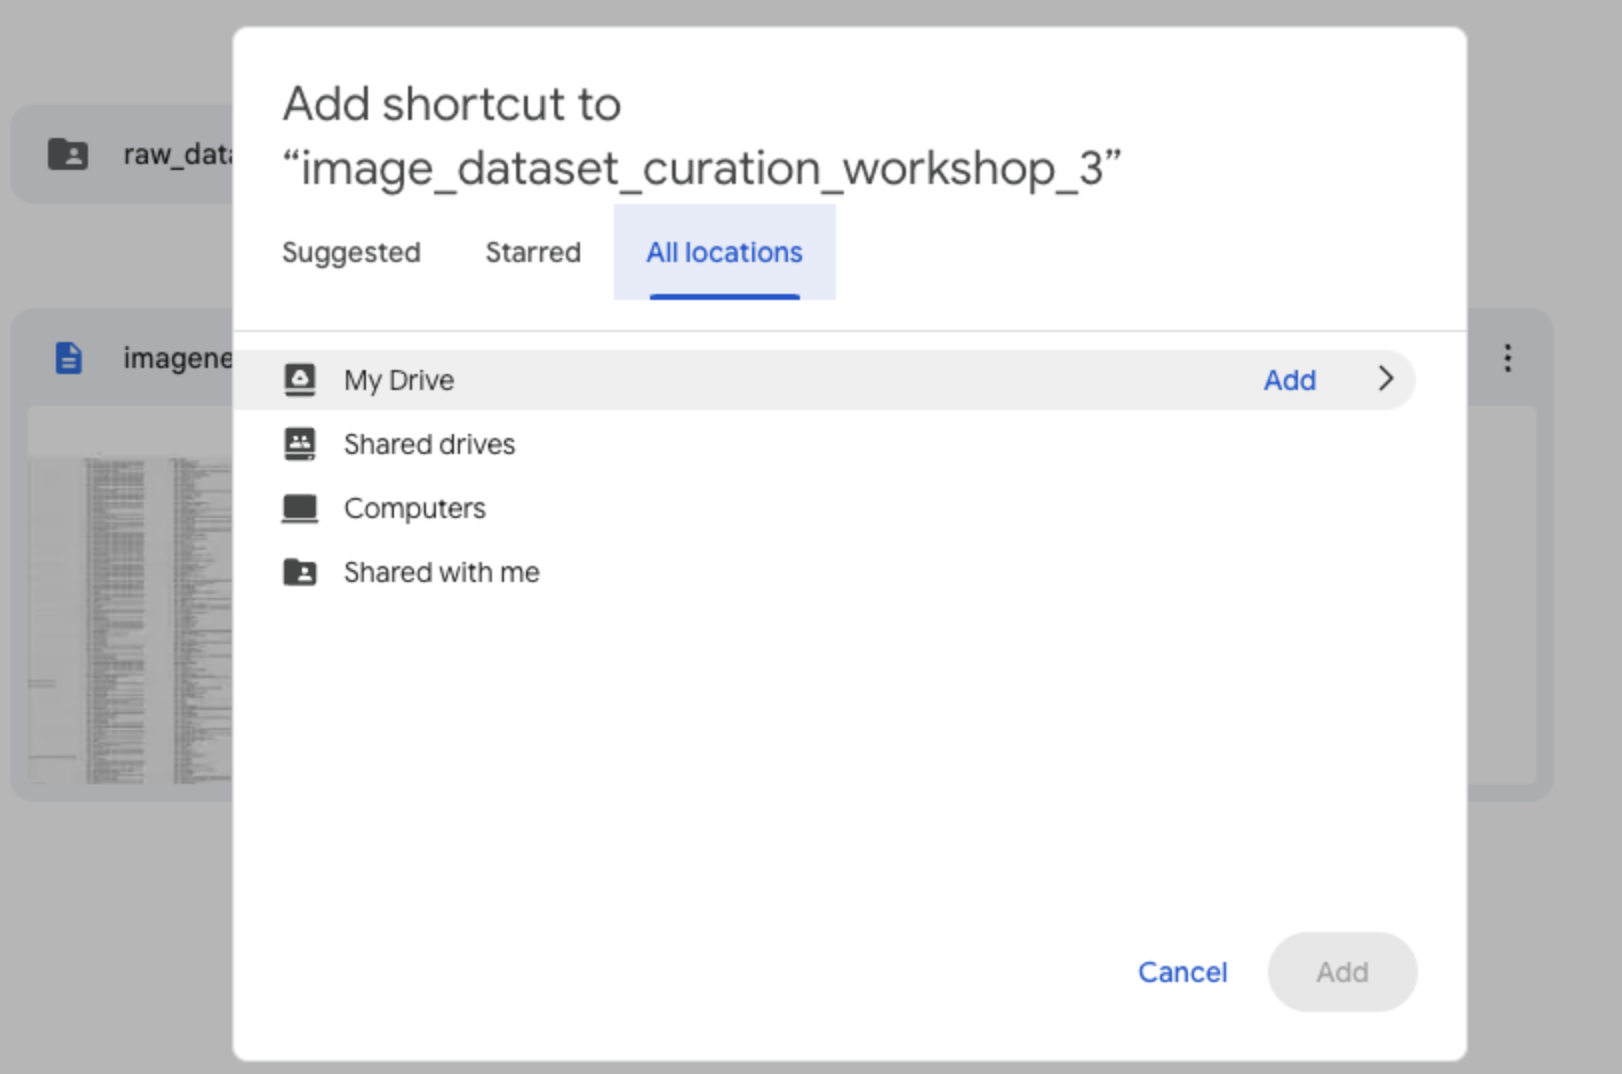 Add shortcut to
“image_dataset_curation_workshop_3”
Suggested Starred All locations
raw_data
imagene
My Drive Add
Shared drives
Computers
Shared with me
Cancel Add